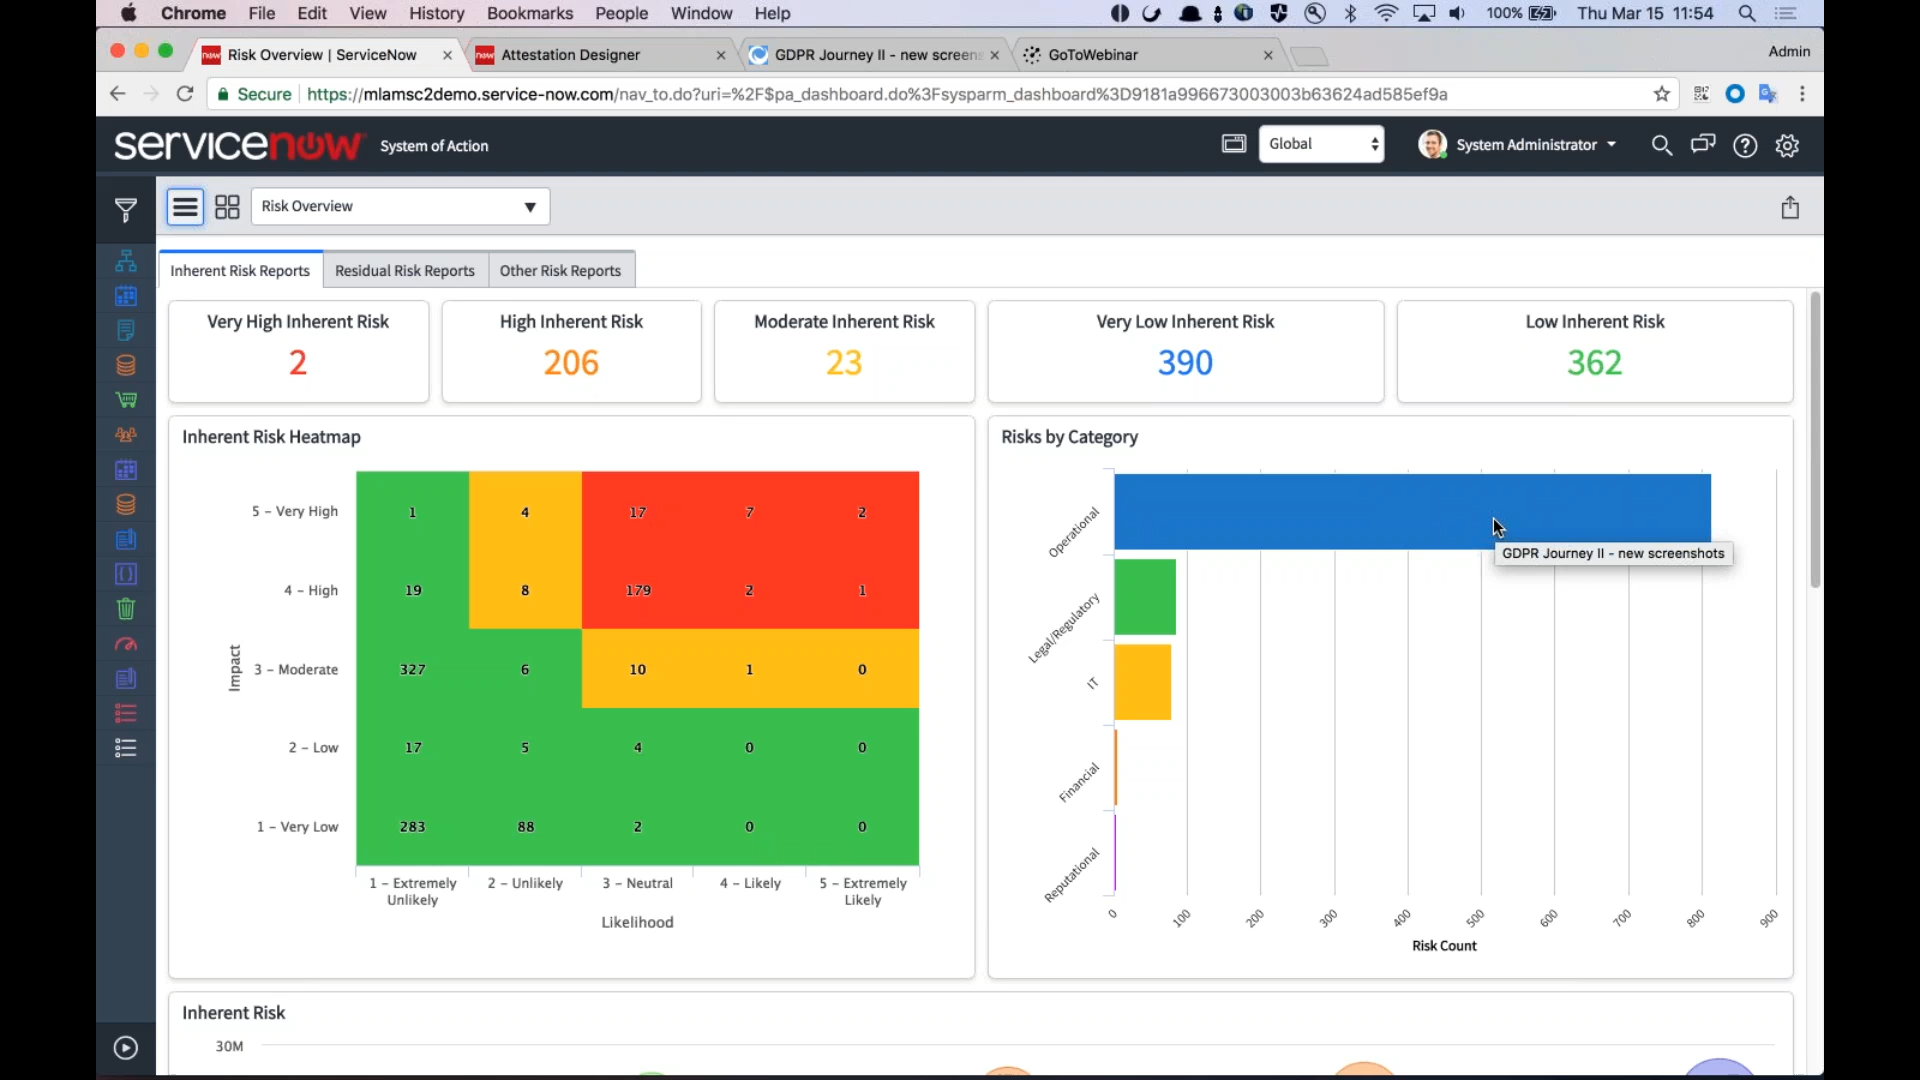 Chrome File Edit View History Bookmarks People Window Help 100% Thu Mar 15 11:54
Risk Overview | ServiceNow Attestation Designer GDPR Journey II - new screens GoToWebinar Admin
Secure https://mlamsc2demo.service-now.com/nav_to.do?uri=%2F$pa_dashboard.do%3Fsysparm_dashboard%3D9181a996673003003b63624ad585ef9a
servicenow System of Action Global System Administrator
Risk Overview
Inherent Risk Reports Residual Risk Reports Other Risk Reports
Very High Inherent Risk High Inherent Risk Moderate Inherent Risk Very Low Inherent Risk Low Inherent Risk
2 206 23 390 362
Inherent Risk Heatmap
Impact
5 – Very High 1 4 17 7 2
4 – High 19 8 179 2 1
3 – Moderate 327 6 10 1 0
2 – Low 17 5 4 0 0
1 – Very Low 283 88 2 0 0
1 – Extremely Unlikely 2 – Unlikely 3 – Neutral 4 – Likely 5 – Extremely Likely
Likelihood
Risks by Category
Operational
GDPR Journey II - new screenshots
Legal/Regulatory
IT
Financial
Reputational
0 100 200 300 400 500 600 700 800 900
Risk Count
Inherent Risk
30M